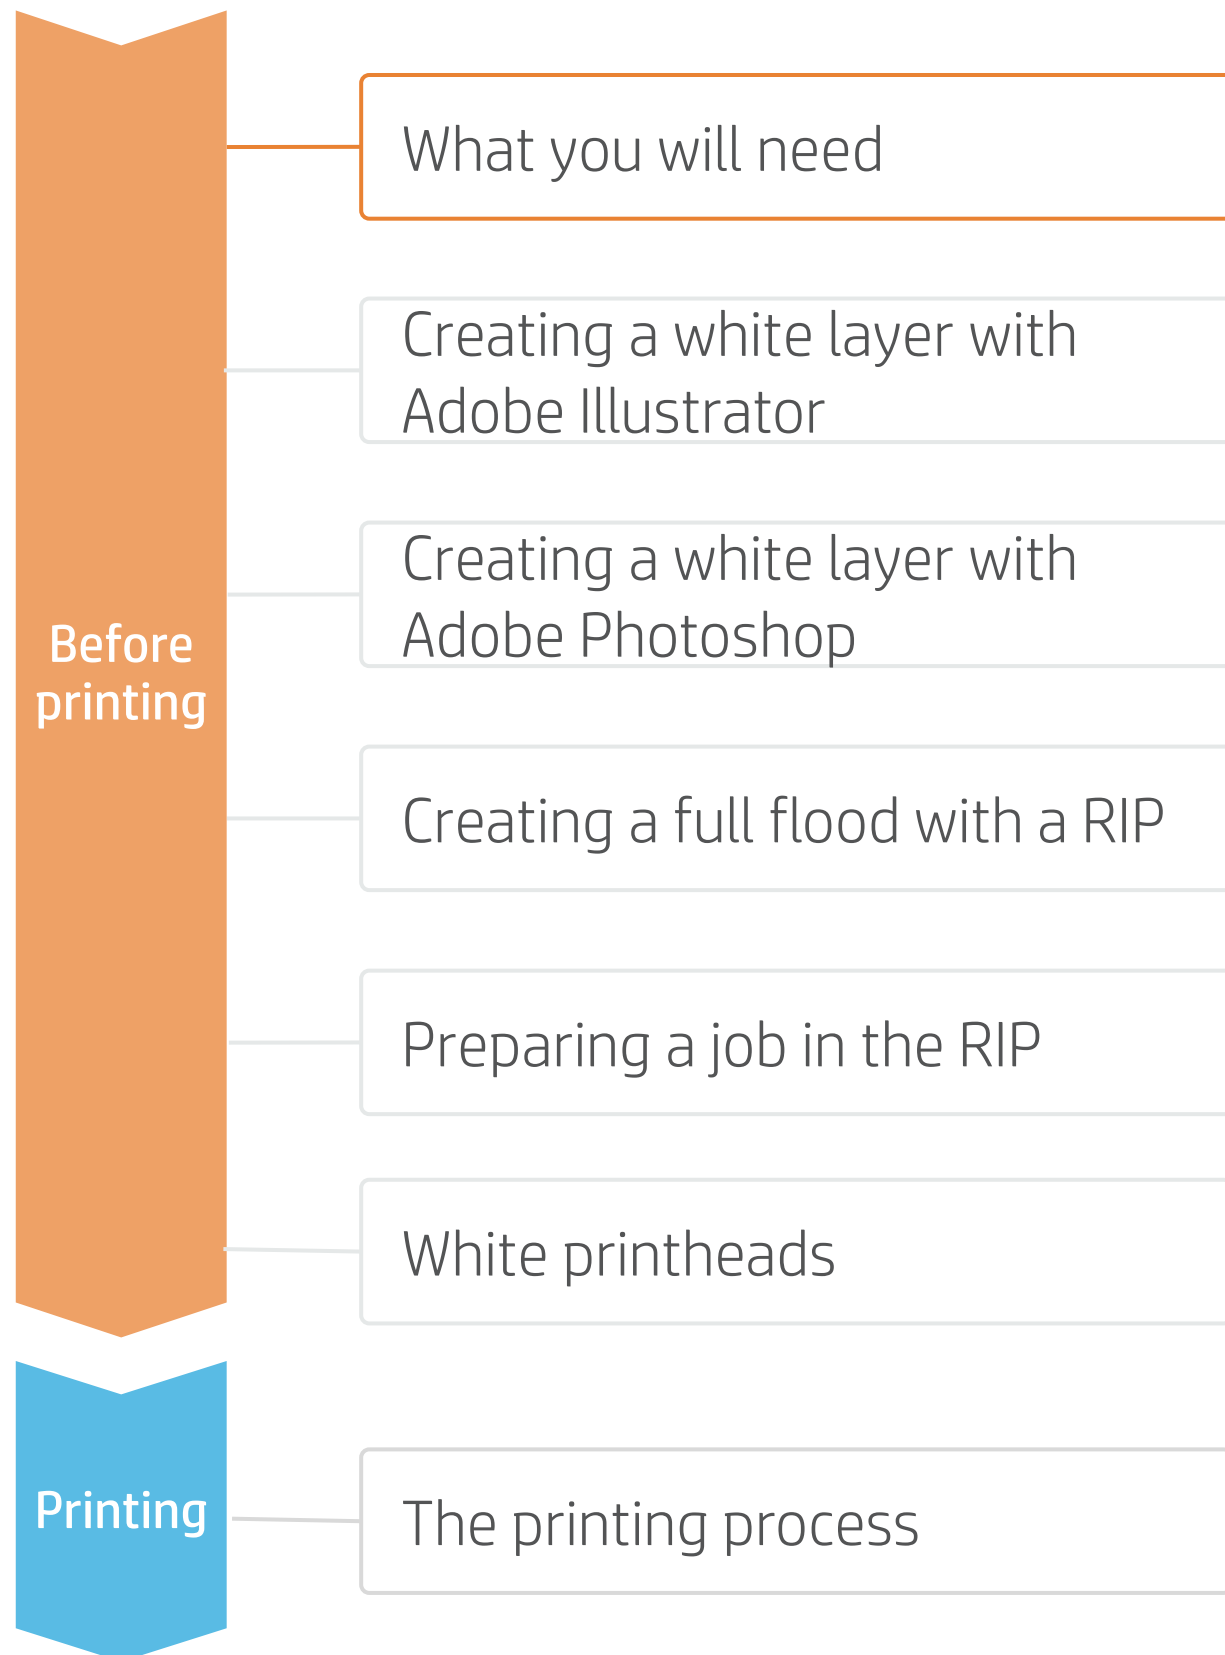 What you will need
Creating a white layer with
Adobe Illustrator
Creating a white layer with
Adobe Photoshop
Before
printing
Creating a full flood with a RIP
Preparing a job in the RIP
White printheads
Printing
The printing process